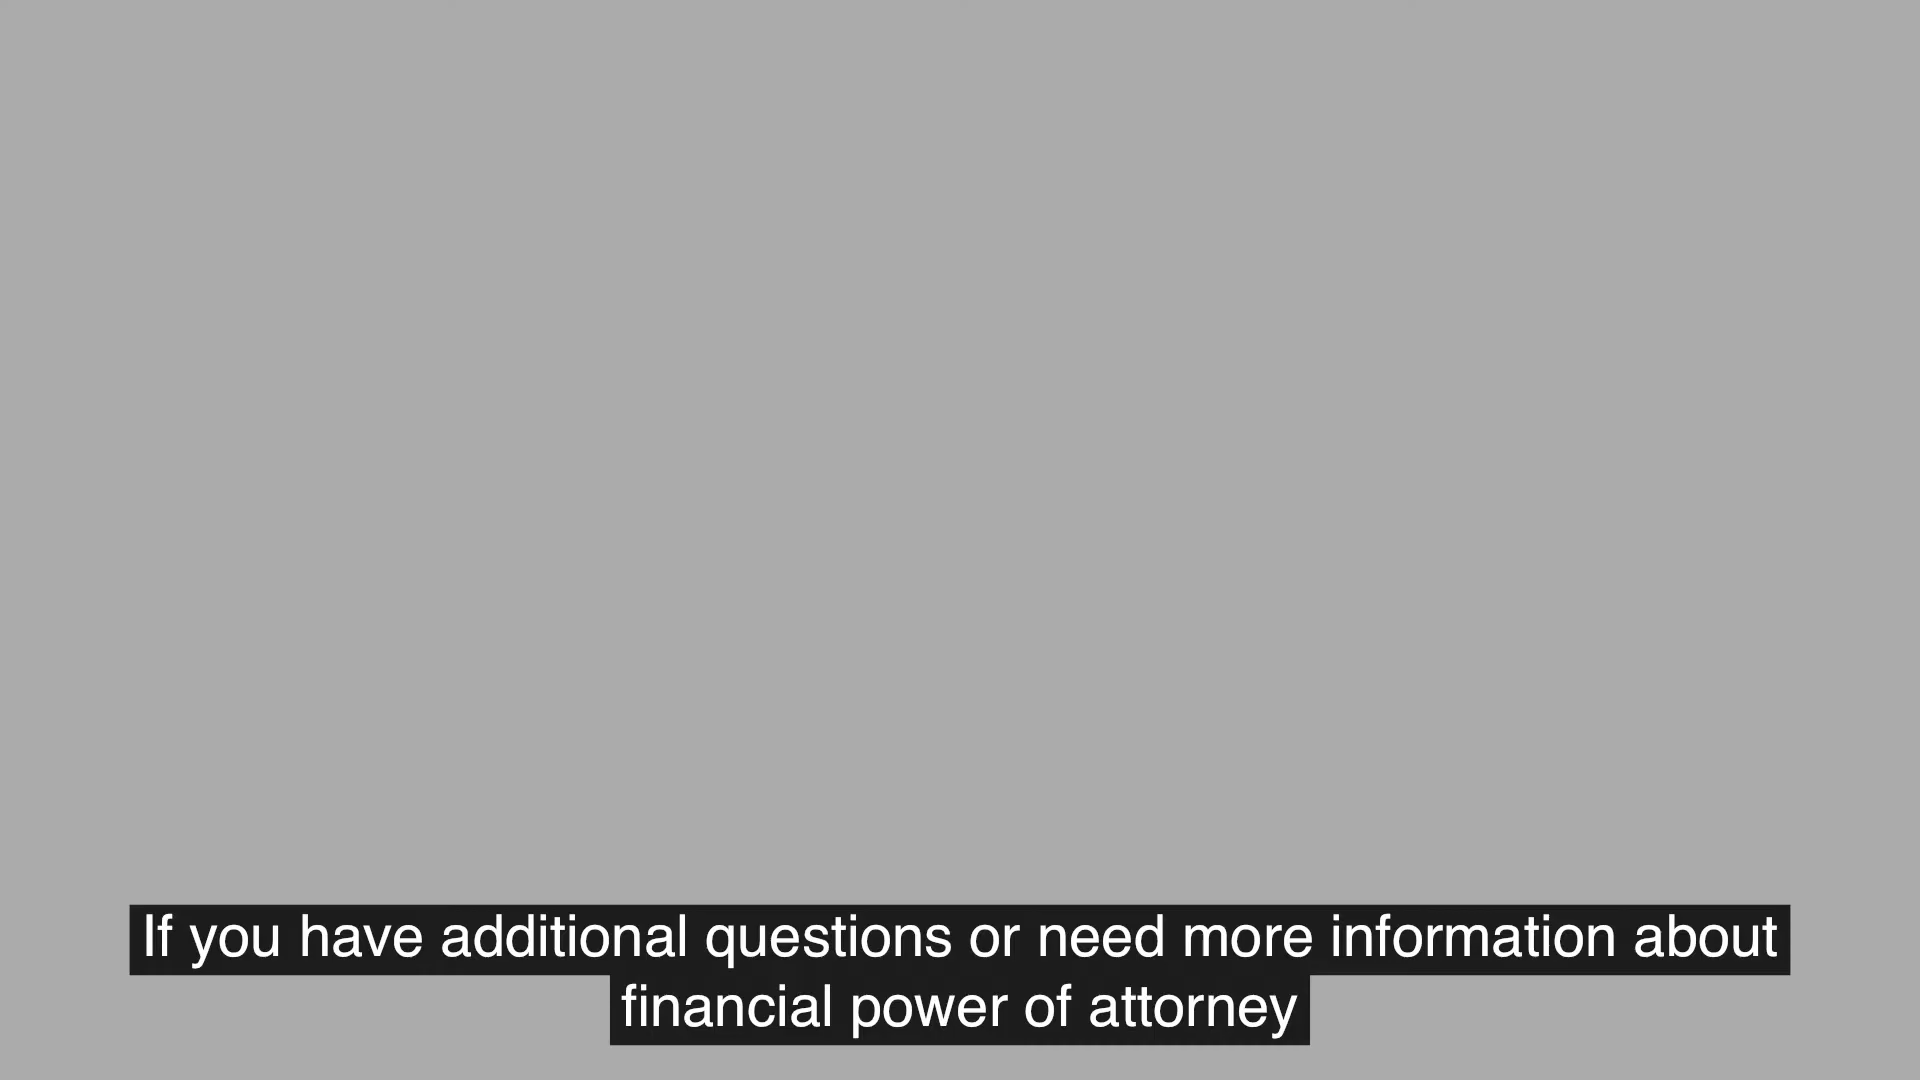 If you have additional questions or need more information about
financial power of attorney